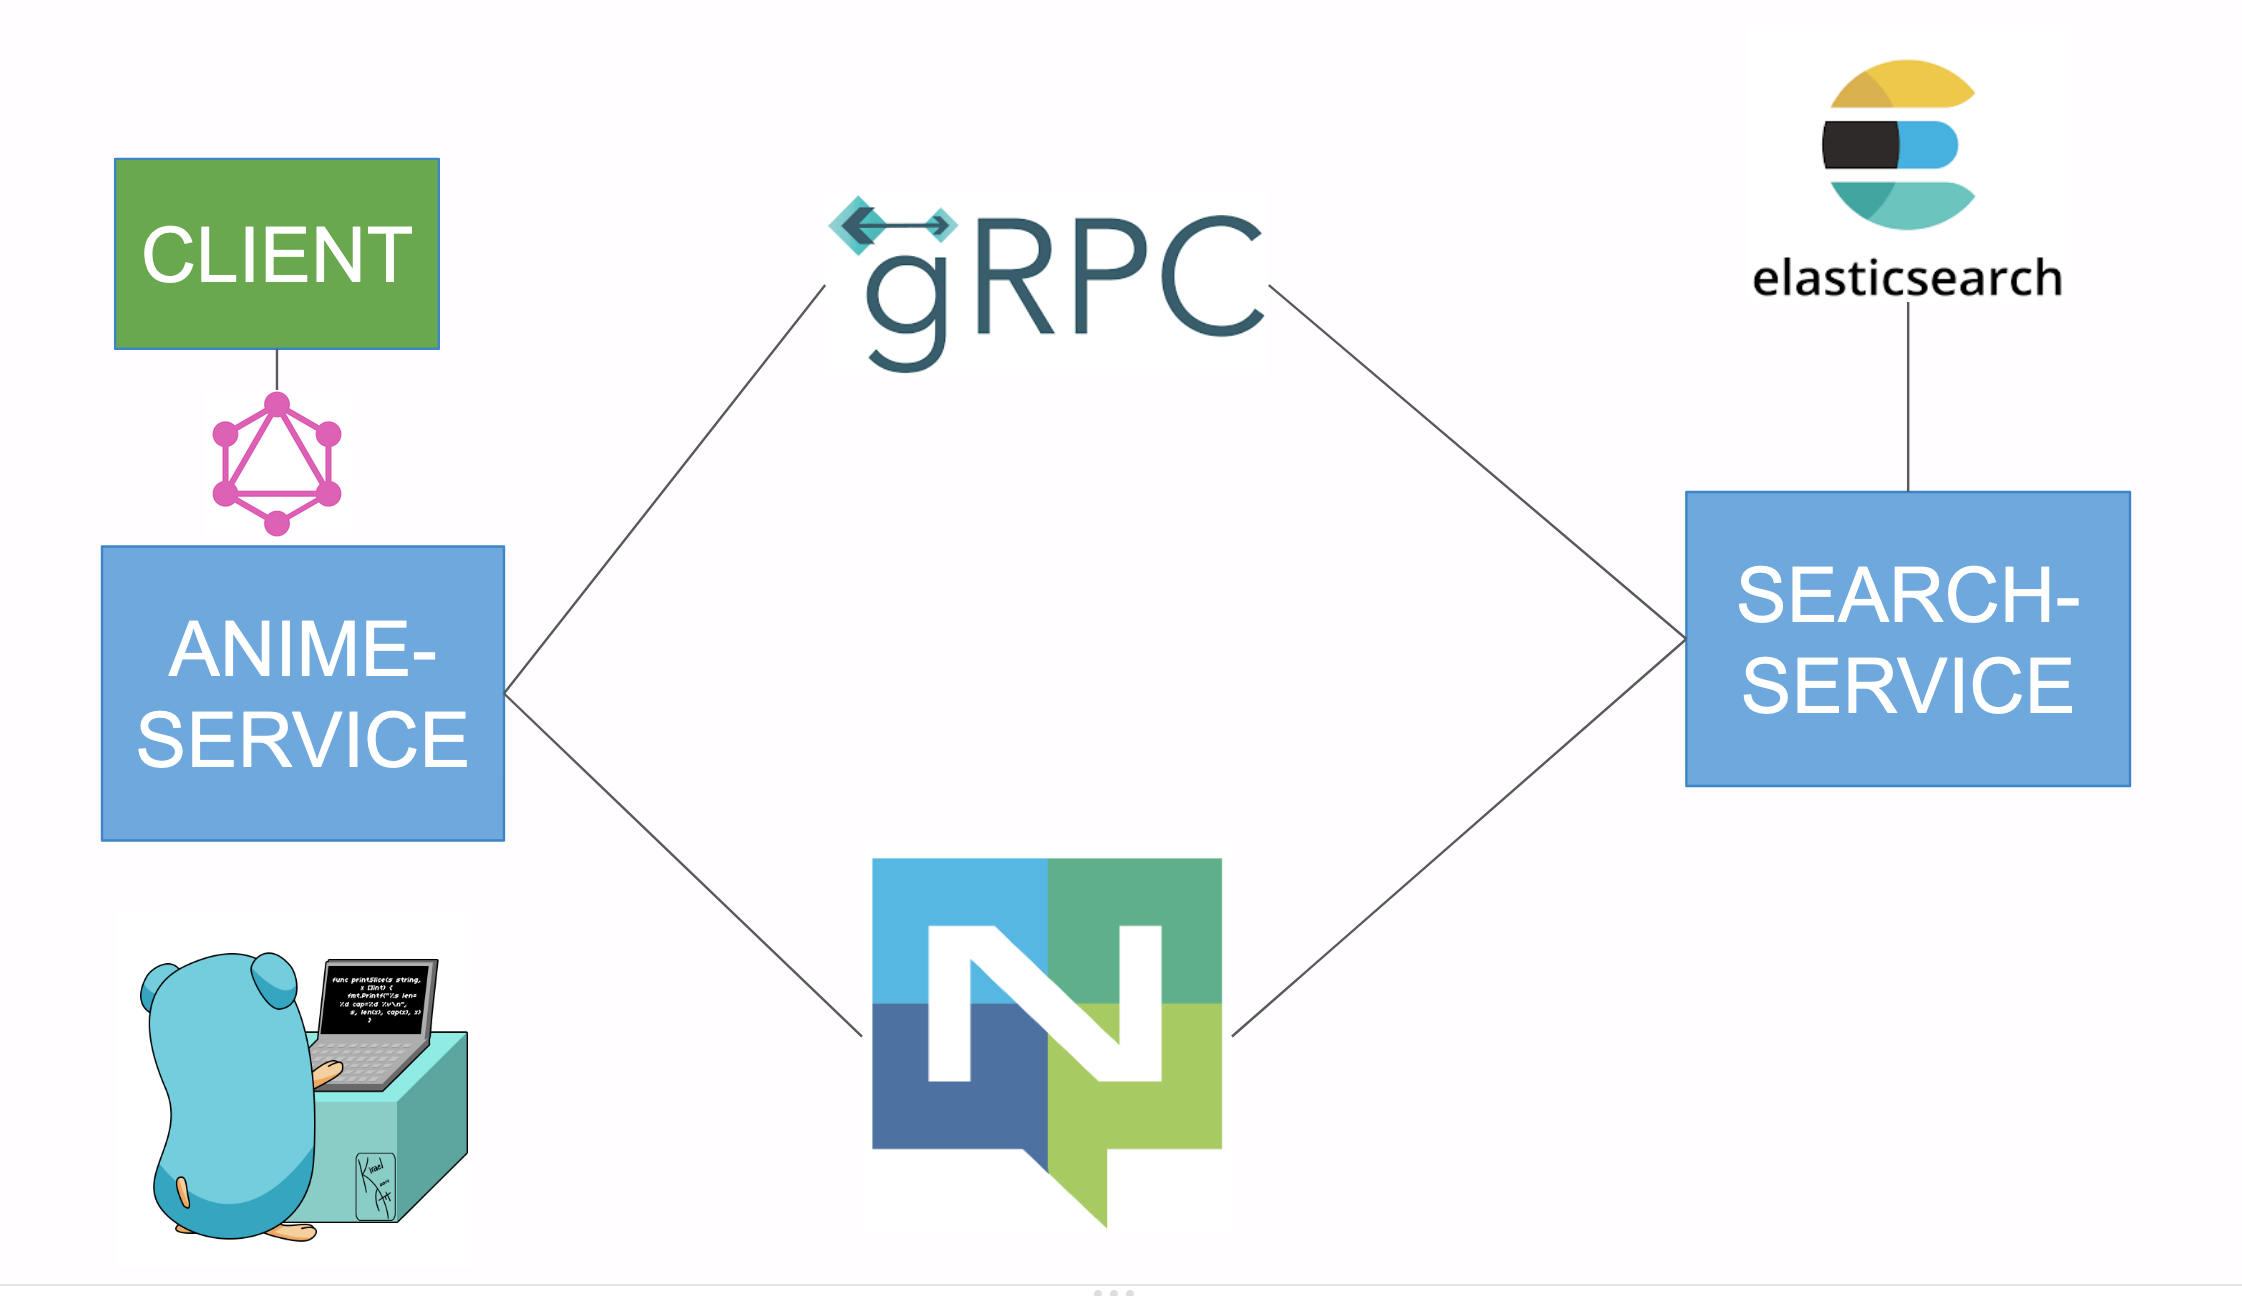 CLIENT
gRPC
elasticsearch
ANIME-
SERVICE
SEARCH-
SERVICE
N
func printSlice(s string,
x []int) {
fmt.Printf("%s len=
%d cap=%d %v\n",
s, len(x), cap(x), x)
}